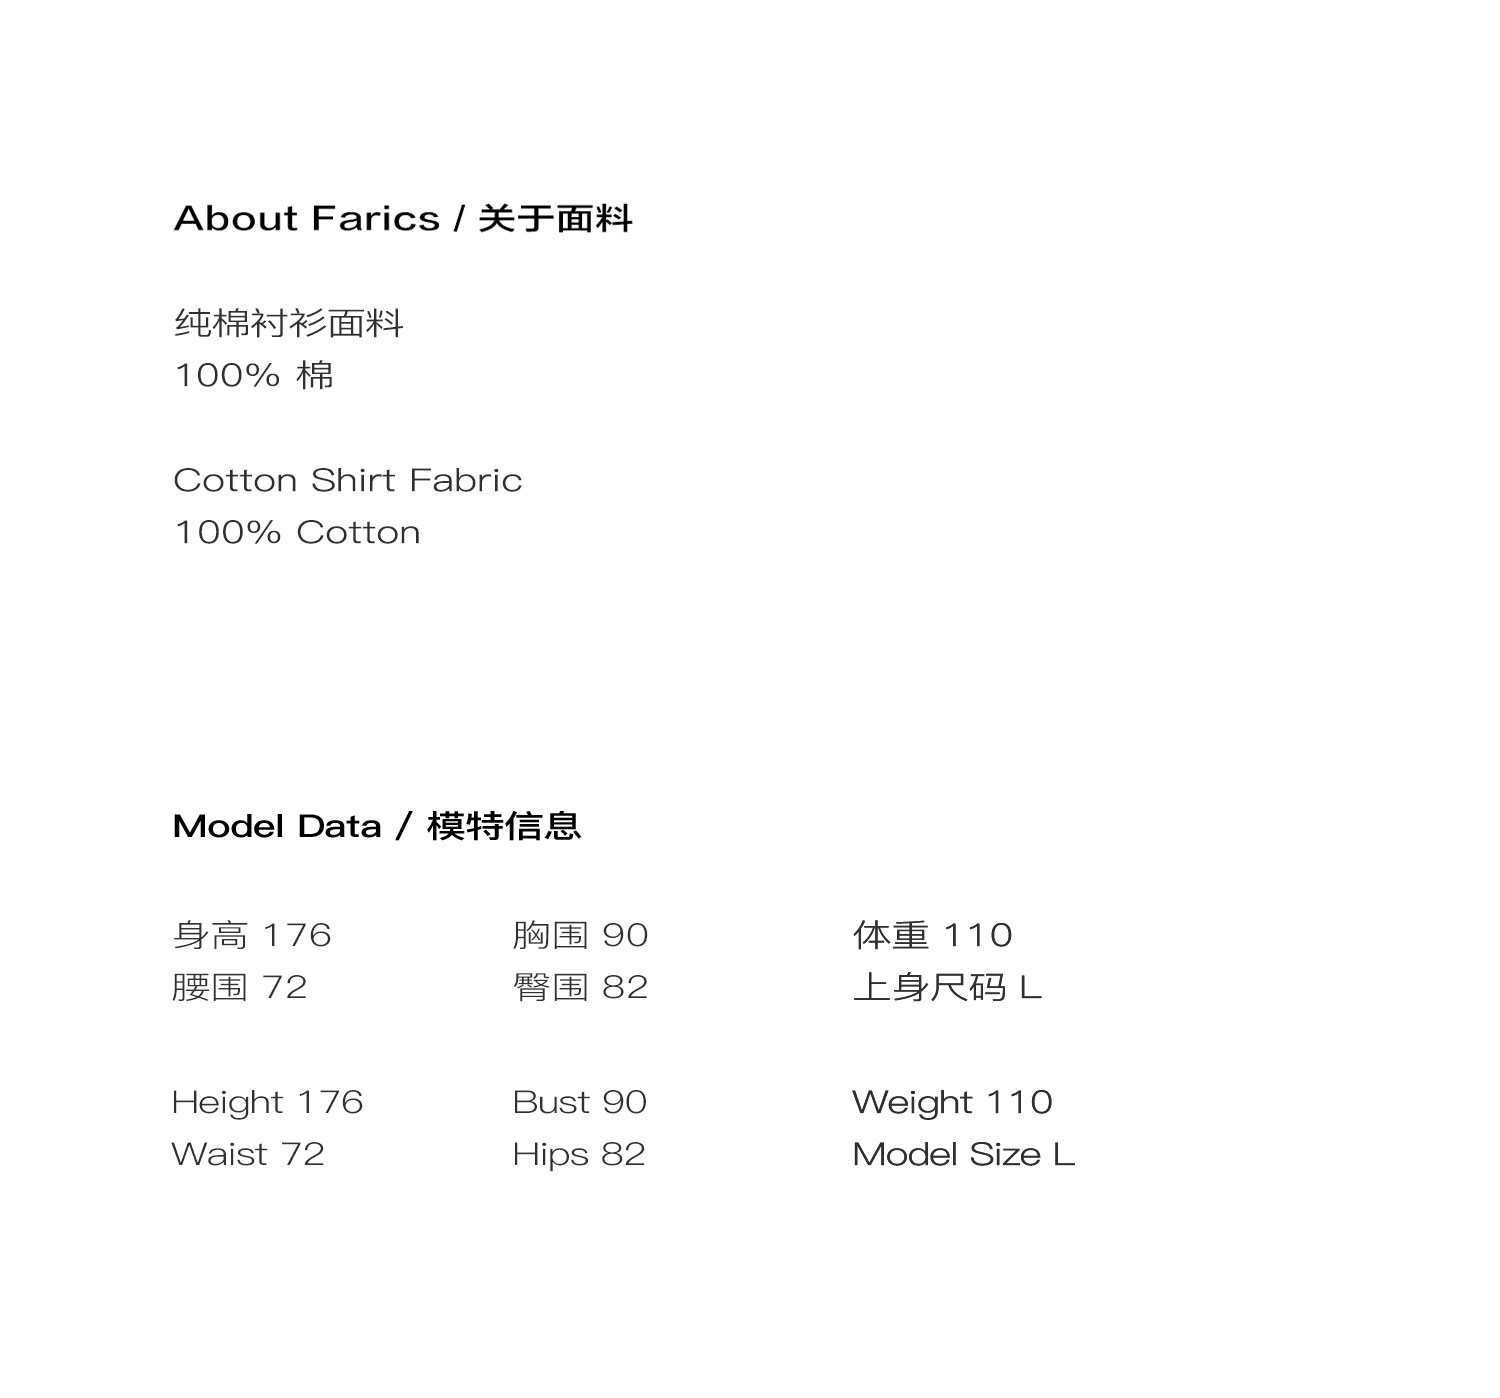 About Farics / 关于面料
纯棉衬衫面料
100% 棉
Cotton Shirt Fabric
100% Cotton
Model Data / 模特信息
身高 176 胸围 90 体重 110
腰围 72 臀围 82 上身尺码 L
Height 176 Bust 90 Weight 110
Waist 72 Hips 82 Model Size L